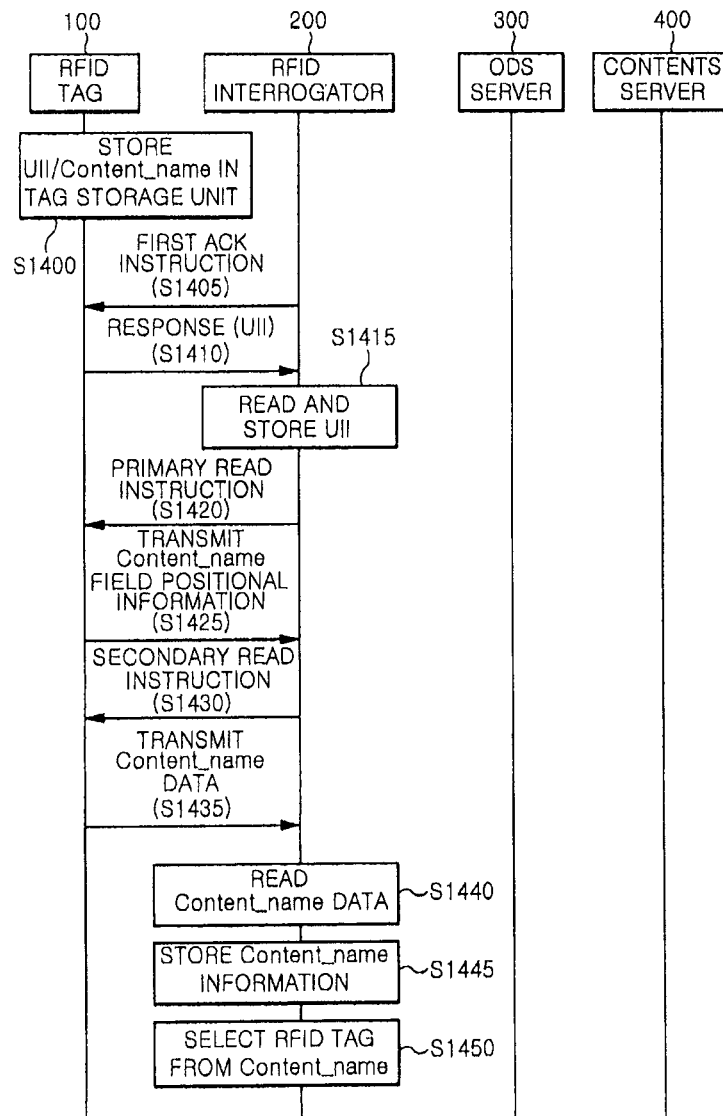 100
200
300
400
RFID
TAG
RFID
INTERROGATOR
ODS
SERVER
CONTENTS
SERVER
STORE
UII/Content_name IN
TAG STORAGE UNIT
S1400
FIRST ACK
INSTRUCTION
(S1405)
RESPONSE (UII)
(S1410)
S1415
READ AND
STORE UII
PRIMARY READ
INSTRUCTION
(S1420)
TRANSMIT
Content_name
FIELD POSITIONAL
INFORMATION
(S1425)
SECONDARY READ
INSTRUCTION
(S1430)
TRANSMIT
Content_name
DATA
(S1435)
READ
Content_name DATA
S1440
STORE Content_name
INFORMATION
S1445
SELECT RFID TAG
FROM Content_name
S1450